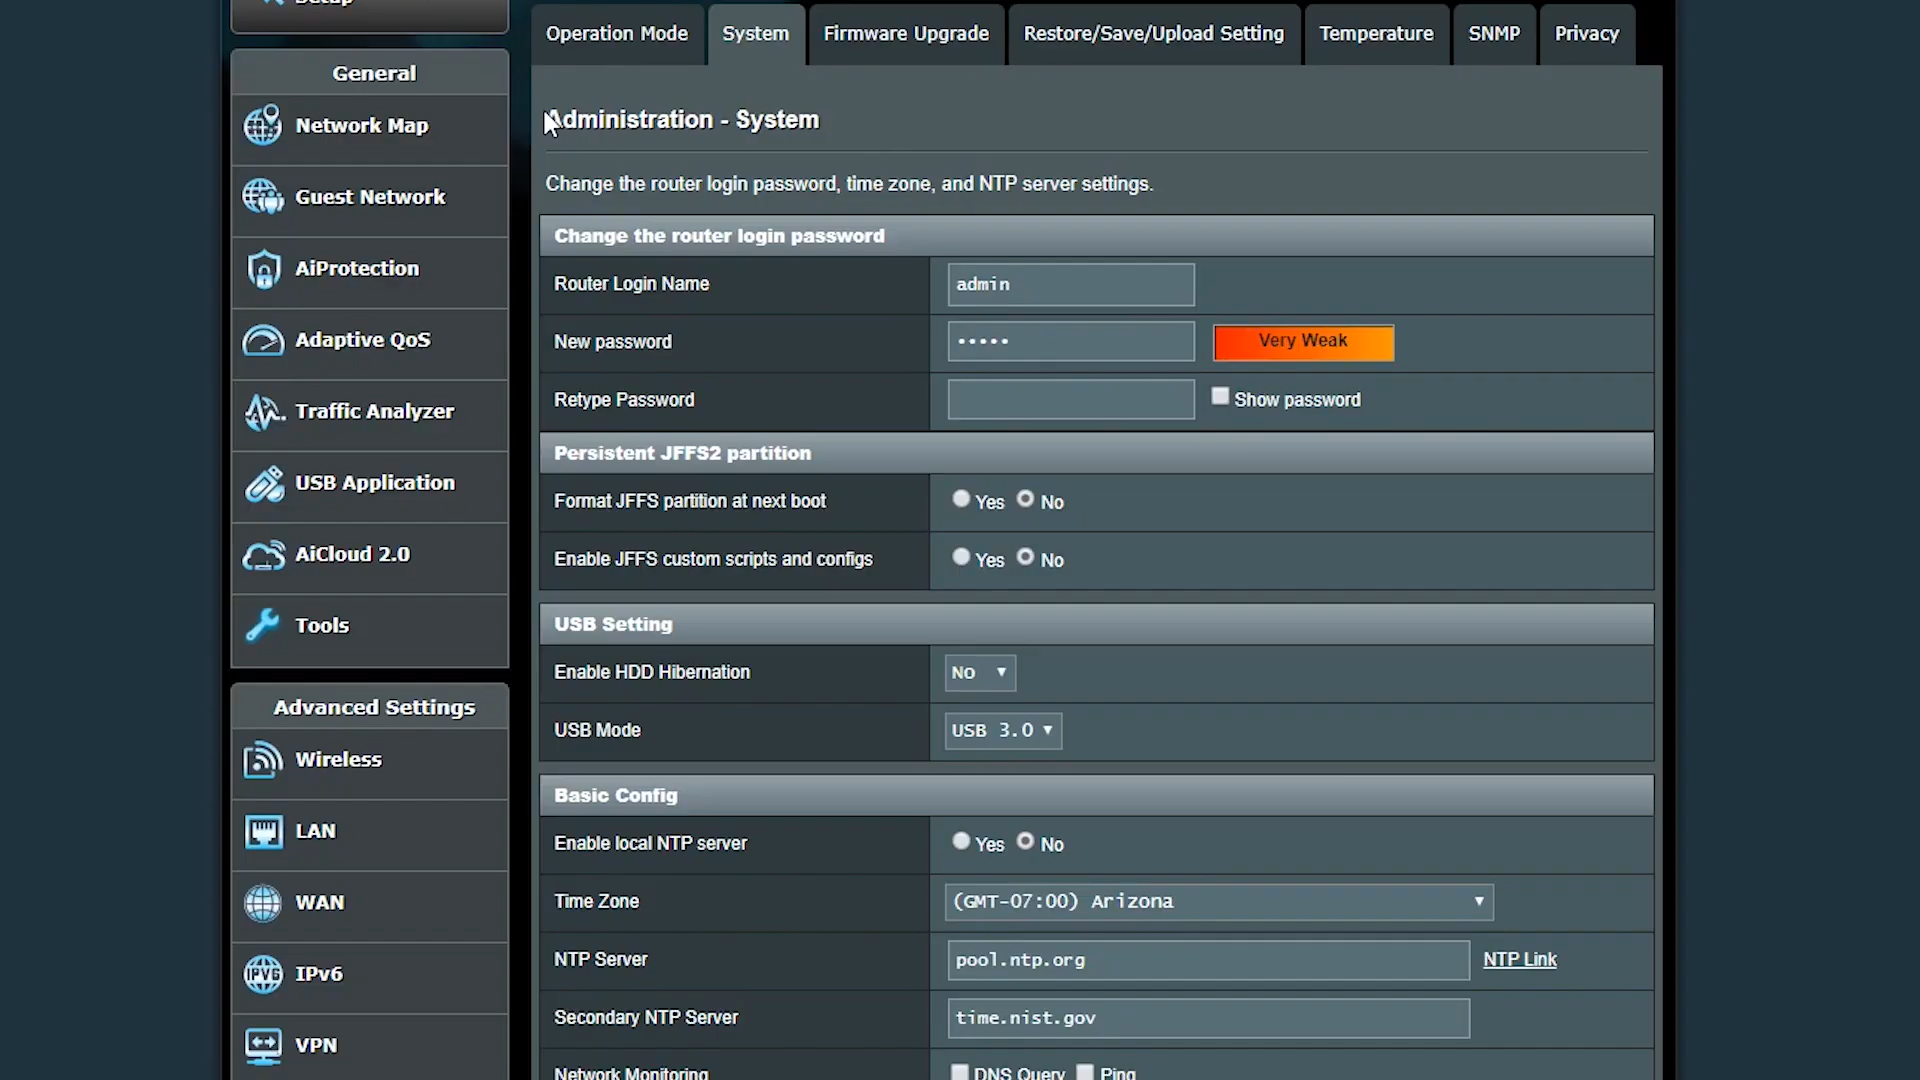 Setup
General
Network Map
Guest Network
AiProtection
Adaptive QoS
Traffic Analyzer
USB Application
AiCloud 2.0
Tools
Advanced Settings
Wireless
LAN
WAN
IPv6
VPN
Operation Mode System Firmware Upgrade Restore/Save/Upload Setting Temperature SNMP Privacy
Administration - System
Change the router login password, time zone, and NTP server settings.
Change the router login password
Router Login Name admin
New password ••••• Very Weak
Retype Password Show password
Persistent JFFS2 partition
Format JFFS partition at next boot Yes No
Enable JFFS custom scripts and configs Yes No
USB Setting
Enable HDD Hibernation No
USB Mode USB 3.0
Basic Config
Enable local NTP server Yes No
Time Zone (GMT-07:00) Arizona
NTP Server pool.ntp.org NTP Link
Secondary NTP Server time.nist.gov
Network Monitoring DNS Query Ping